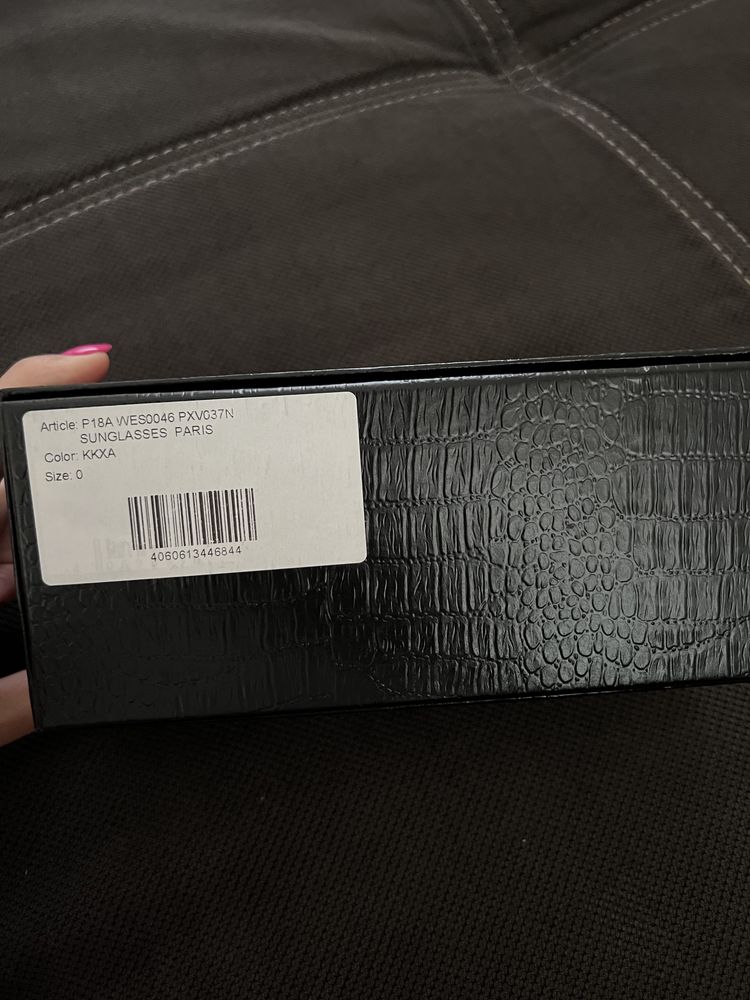 Article: P18A WES0046 PXV037N
SUNGLASSES PARIS
Color: KKXA
Size: 0
4060613446844